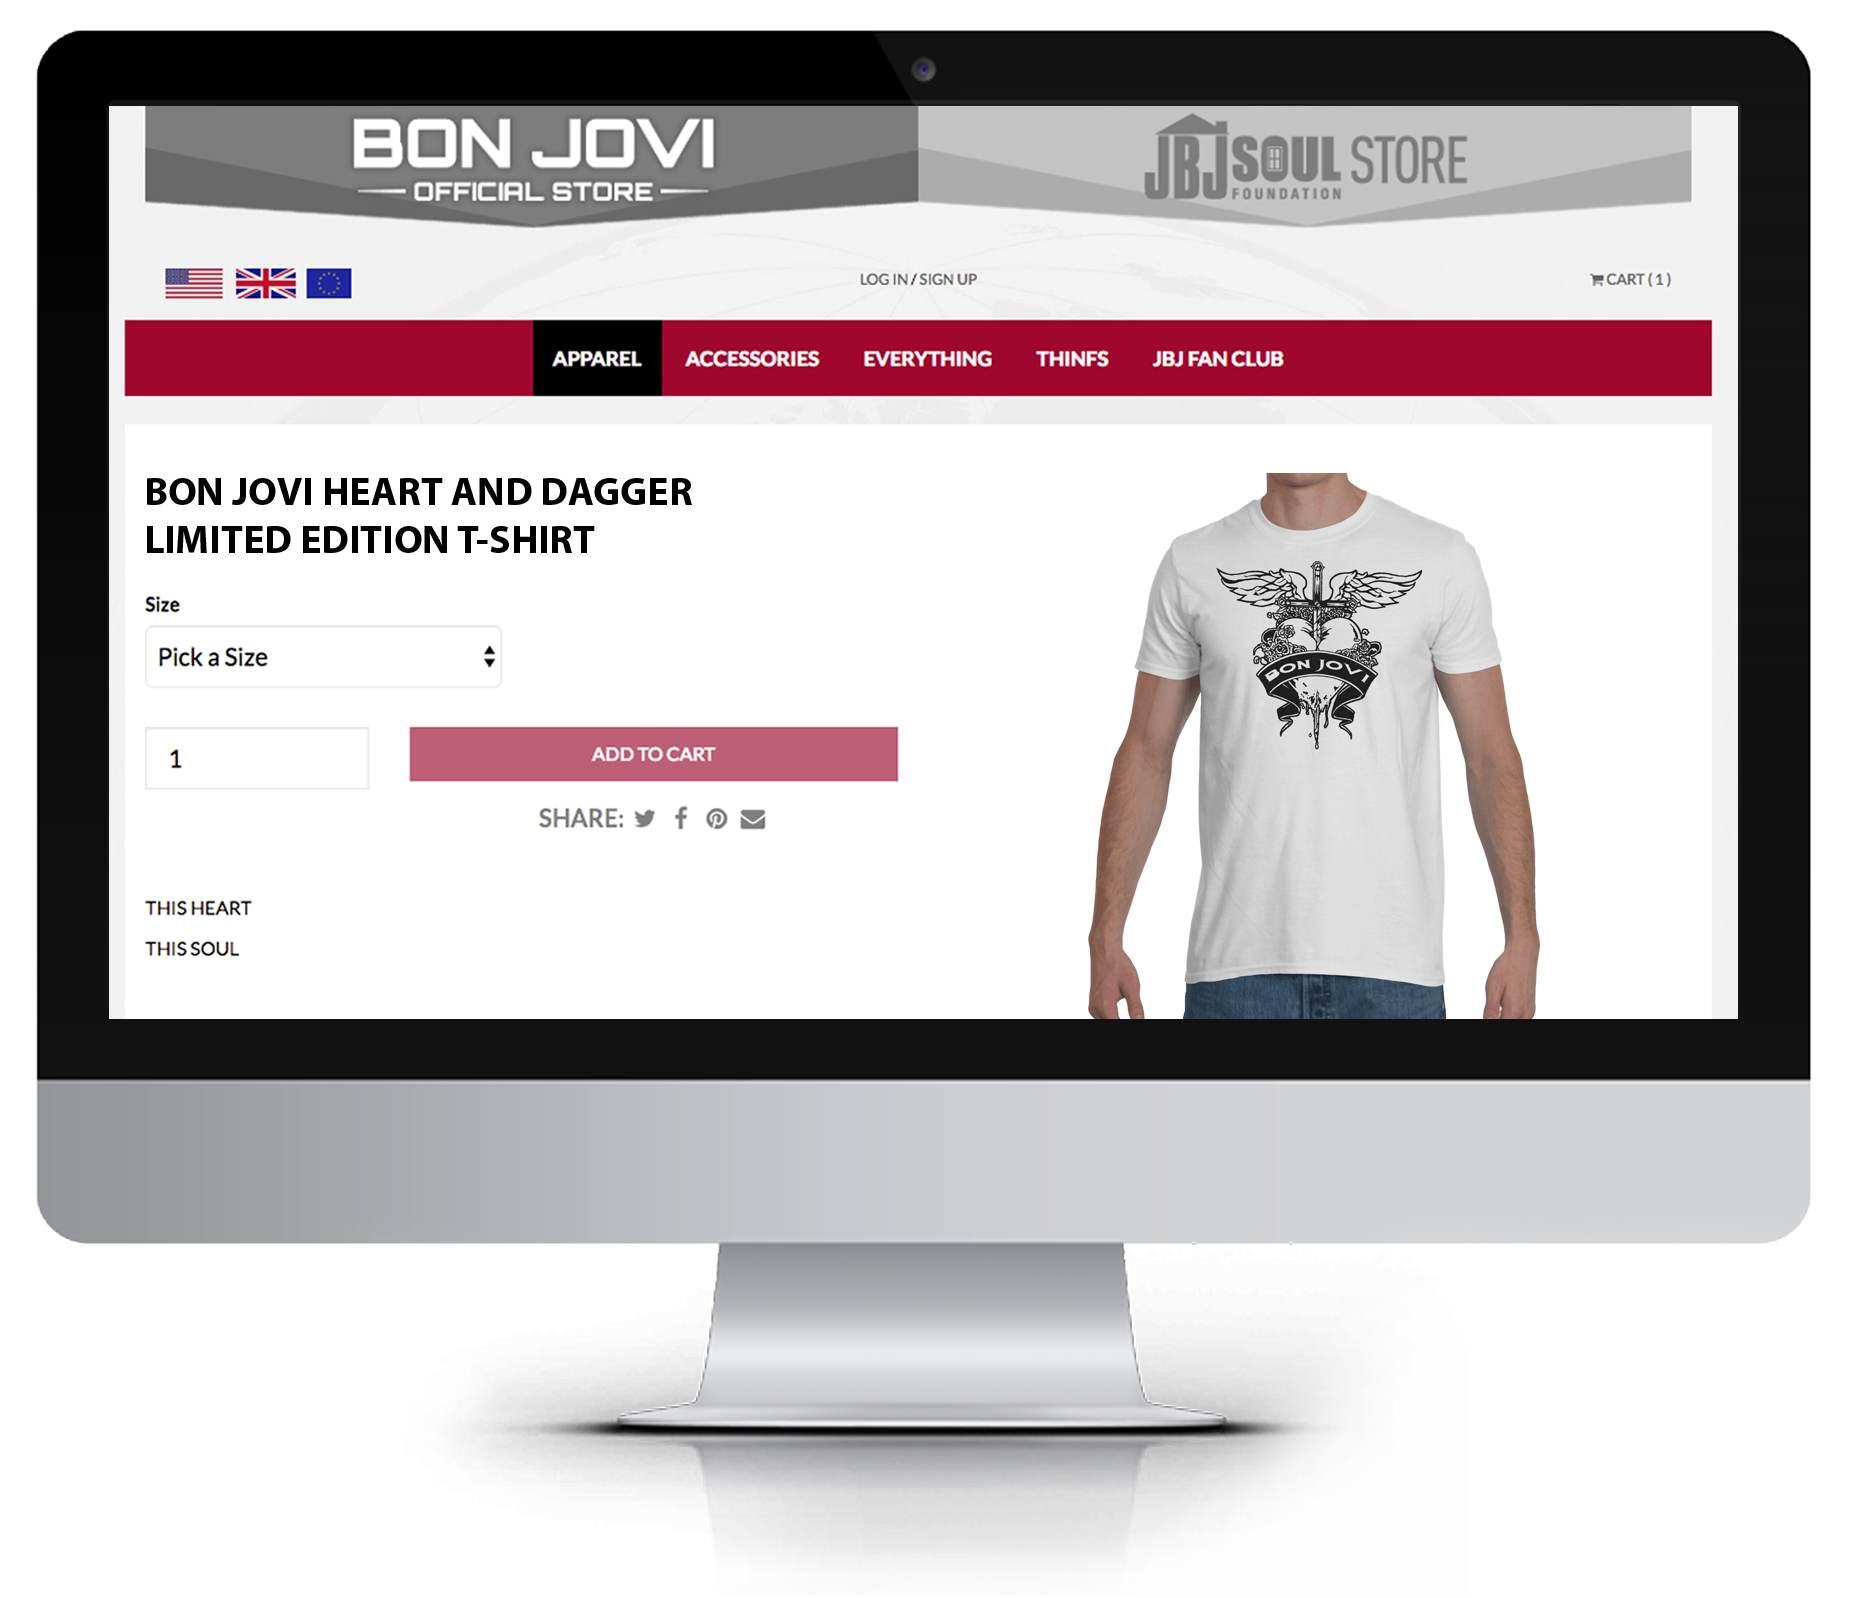 BON JOVI
OFFICIAL STORE
JBJ SOUL STORE
FOUNDATION
LOG IN / SIGN UP
CART ( 1 )
APPAREL ACCESSORIES EVERYTHING THINFS JBJ FAN CLUB
BON JOVI HEART AND DAGGER
LIMITED EDITION T-SHIRT
Size
Pick a Size
1
ADD TO CART
SHARE:
THIS HEART
THIS SOUL
BON JOVI